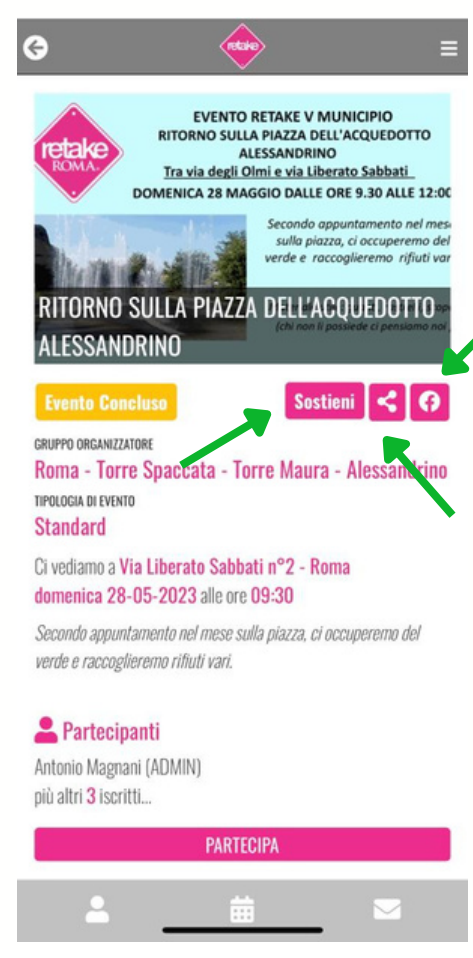 retake
retake
ROMA
EVENTO RETAKE V MUNICIPIO
RITORNO SULLA PIAZZA DELL'ACQUEDOTTO
ALESSANDRINO
Tra via degli Olmi e via Liberato Sabbati
DOMENICA 28 MAGGIO DALLE ORE 9.30 ALLE 12:00
Secondo appuntamento nel mes
sulla piazza, ci occuperemo del
verde e raccoglieremo rifiuti var
RITORNO SULLA PIAZZA DELL'ACQUEDOTTO
(chi non li possiede ci pensiamo noi
ALESSANDRINO
Evento Concluso
Sostieni
GRUPPO ORGANIZZATORE
Roma - Torre Spaccata - Torre Maura - Alessandrino
TIPOLOGIA DI EVENTO
Standard
Ci vediamo a Via Liberato Sabbati n°2 - Roma
domenica 28-05-2023 alle ore 09:30
Secondo appuntamento nel mese sulla piazza, ci occuperemo del
verde e raccoglieremo rifiuti vari.
Partecipanti
Antonio Magnani (ADMIN)
più altri 3 iscritti...
PARTECIPA